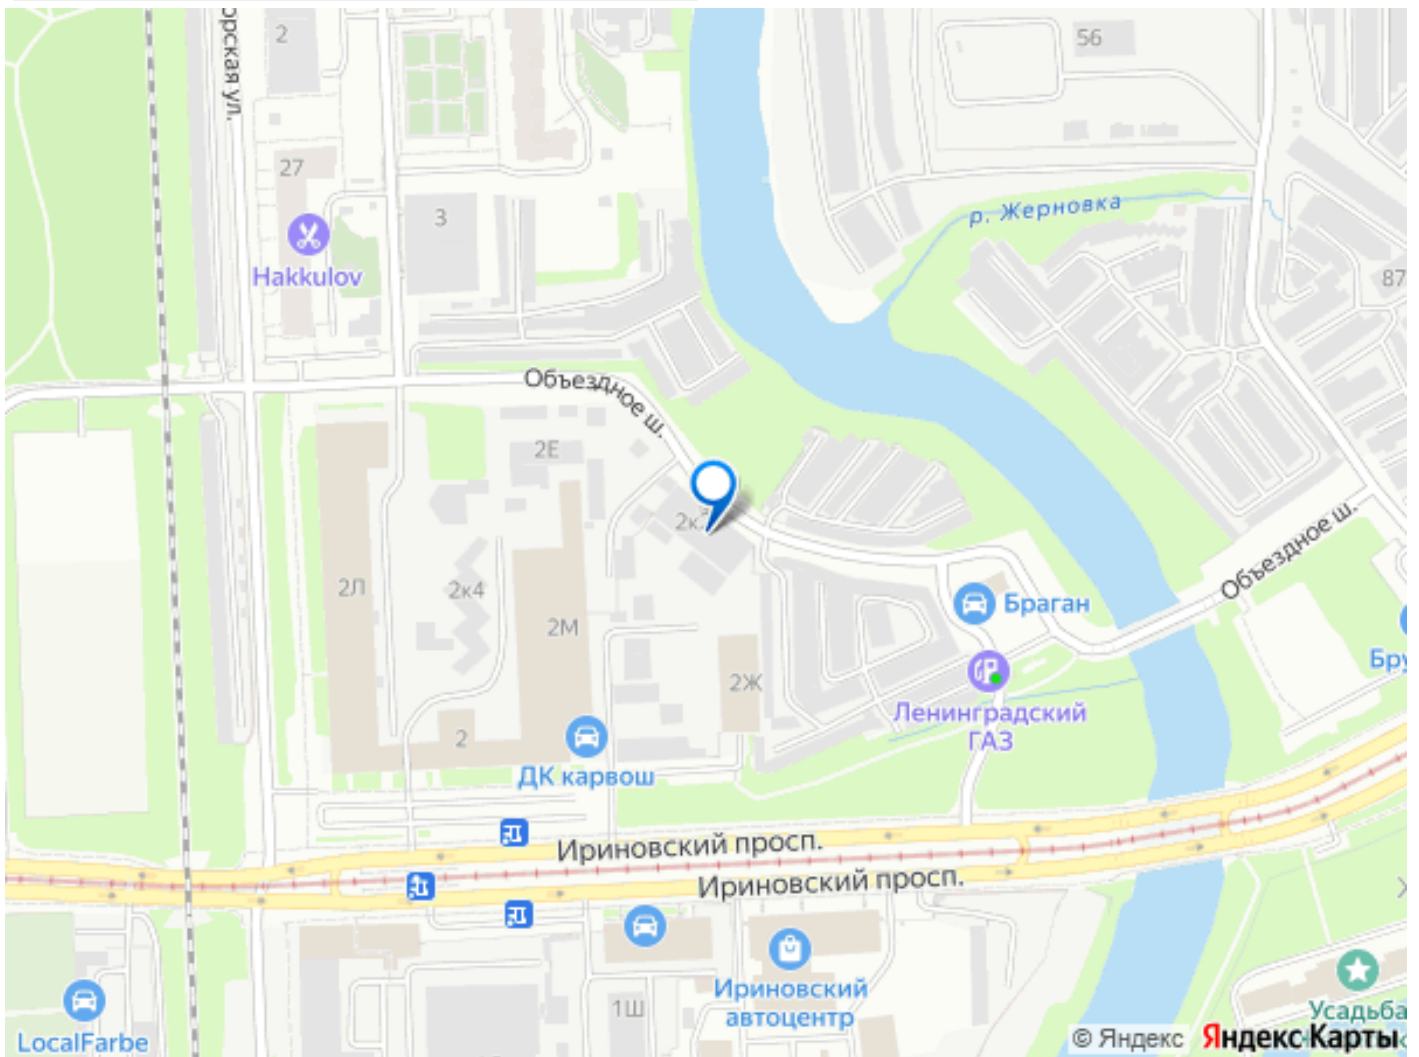 2
56
орская ул.
27
3
р. Жерновка
Hakkulov
87
Объездное ш.
2Е
2к
Объездное ш.
2Л
2к4
Браган
2М
Бру
2Ж
Ленинградский
ГАЗ
2
ДК карвош
Ириновский просп.
Ириновский просп.
Ириновский
автоцентр
1Ш
Усадьба
LocalFarbe
© Яндекс Яндекс Карты